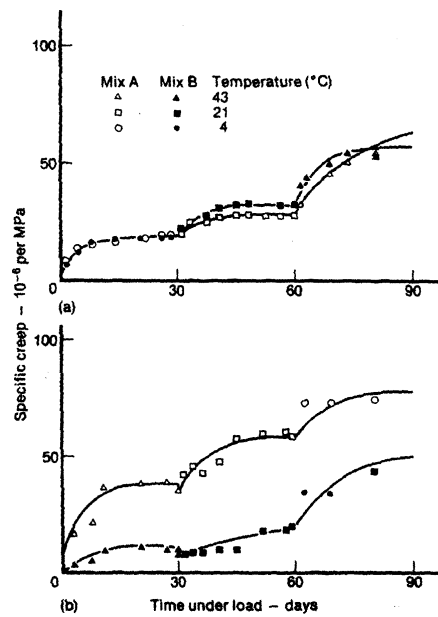 100
Mix A Mix B Temperature (°C)
43
21
4
50
0 30 60 90
(a)
Specific creep – 10⁻⁶ per MPa
100
50
0 30 60 90
(b) Time under load – days